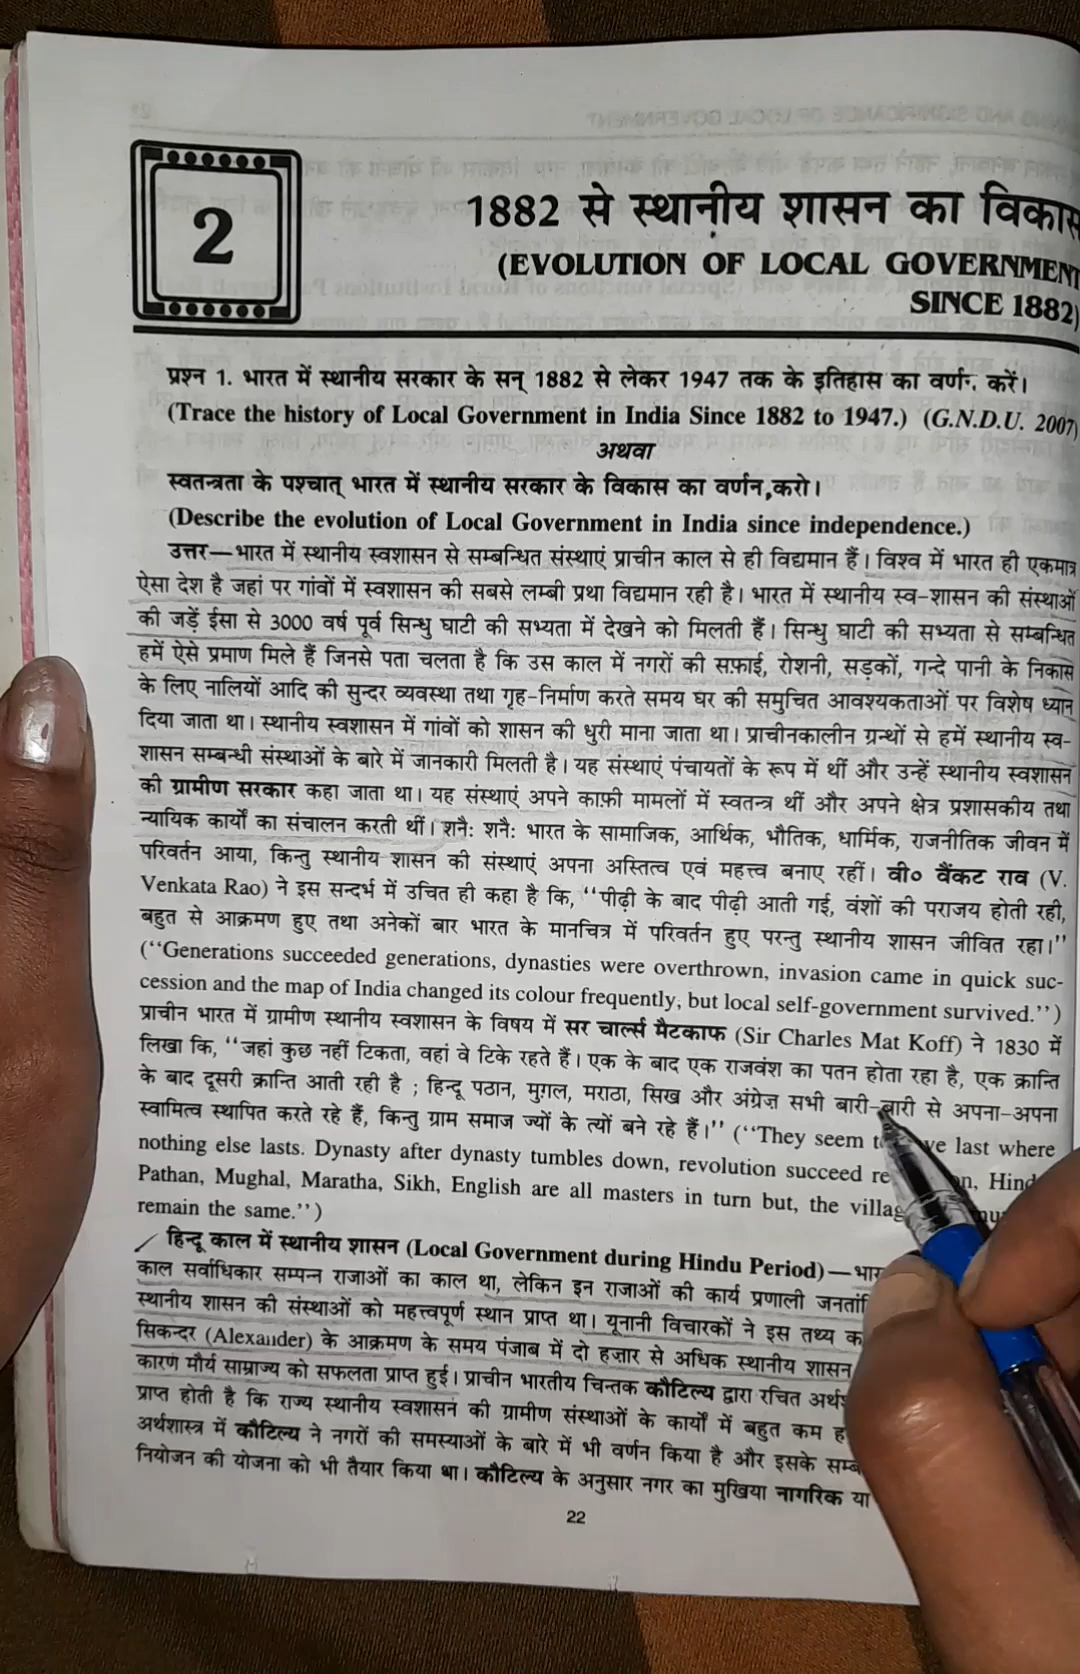 2
1882 से स्थानीय शासन का विकास
(EVOLUTION OF LOCAL GOVERNMENT
SINCE 1882)
प्रश्न 1. भारत में स्थानीय सरकार के सन् 1882 से लेकर 1947 तक के इतिहास का वर्णन करें।
(Trace the history of Local Government in India Since 1882 to 1947.) (G.N.D.U. 2007)
अथवा
स्वतन्त्रता के पश्चात् भारत में स्थानीय सरकार के विकास का वर्णन करो।
(Describe the evolution of Local Government in India since independence.)
उत्तर—भारत में स्थानीय स्वशासन से सम्बन्धित संस्थाएं प्राचीन काल से ही विद्यमान हैं। विश्व में भारत ही एकमात्र
ऐसा देश है जहां पर गांवों में स्वशासन की सबसे लम्बी प्रथा विद्यमान रही है। भारत में स्थानीय स्व-शासन की संस्थाओं
की जड़ें ईसा से 3000 वर्ष पूर्व सिन्धु घाटी की सभ्यता में देखने को मिलती हैं। सिन्धु घाटी की सभ्यता से सम्बन्धित
हमें ऐसे प्रमाण मिले हैं जिनसे पता चलता है कि उस काल में नगरों की सफ़ाई, रोशनी, सड़कों, गन्दे पानी के निकास
के लिए नालियों आदि की सुन्दर व्यवस्था तथा गृह-निर्माण करते समय घर की समुचित आवश्यकताओं पर विशेष ध्यान
दिया जाता था। स्थानीय स्वशासन में गांवों को शासन की धुरी माना जाता था। प्राचीनकालीन ग्रन्थों से हमें स्थानीय स्व-
शासन सम्बन्धी संस्थाओं के बारे में जानकारी मिलती है। यह संस्थाएं पंचायतों के रूप में थीं और उन्हें स्थानीय स्वशासन
की ग्रामीण सरकार कहा जाता था। यह संस्थाएं अपने काफ़ी मामलों में स्वतन्त्र थीं और अपने क्षेत्र प्रशासकीय तथा
न्यायिक कार्यों का संचालन करती थीं। शनै: शनै: भारत के सामाजिक, आर्थिक, भौतिक, धार्मिक, राजनीतिक जीवन में
परिवर्तन आया, किन्तु स्थानीय शासन की संस्थाएं अपना अस्तित्व एवं महत्त्व बनाए रहीं। वी० वैंकट राव (V.
Venkata Rao) ने इस सन्दर्भ में उचित ही कहा है कि, ‘‘पीढ़ी के बाद पीढ़ी आती गई, वंशों की पराजय होती रही,
बहुत से आक्रमण हुए तथा अनेकों बार भारत के मानचित्र में परिवर्तन हुए परन्तु स्थानीय शासन जीवित रहा।’’
(‘‘Generations succeeded generations, dynasties were overthrown, invasion came in quick suc-
cession and the map of India changed its colour frequently, but local self-government survived.’’)
प्राचीन भारत में ग्रामीण स्थानीय स्वशासन के विषय में सर चार्ल्स मैटकाफ (Sir Charles Mat Koff) ने 1830 में
लिखा कि, ‘‘जहां कुछ नहीं टिकता, वहां वे टिके रहते हैं। एक के बाद एक राजवंश का पतन होता रहा है, एक क्रान्ति
के बाद दूसरी क्रान्ति आती रही है ; हिन्दू पठान, मुग़ल, मराठा, सिख और अंग्रेज़ सभी बारी-बारी से अपना-अपना
स्वामित्व स्थापित करते रहे हैं, किन्तु ग्राम समाज ज्यों के त्यों बने रहे हैं।’’ (‘‘They seem last where
nothing else lasts. Dynasty after dynasty tumbles down, revolution succeed
Pathan, Mughal, Maratha, Sikh, English are all masters in turn but, the
remain the same.’’)
हिन्दू काल में स्थानीय शासन (Local Government during Hindu Period)—
काल सर्वाधिकार सम्पन्न राजाओं का काल था, लेकिन इन राजाओं की कार्य प्रणाली
स्थानीय शासन की संस्थाओं को महत्त्वपूर्ण स्थान प्राप्त था। यूनानी विचारकों ने इस तथ्य
सिकन्दर (Alexander) के आक्रमण के समय पंजाब में दो हज़ार से अधिक स्थानीय शासन
कारण मौर्य साम्राज्य को सफलता प्राप्त हुई। प्राचीन भारतीय चिन्तक कौटिल्य द्वारा रचित
प्राप्त होती है कि राज्य स्थानीय स्वशासन की ग्रामीण संस्थाओं के कार्यों में बहुत कम
अर्थशास्त्र में कौटिल्य ने नगरों की समस्याओं के बारे में भी वर्णन किया है और इसके
नियोजन की योजना को भी तैयार किया था। कौटिल्य के अनुसार नगर का मुखिया नागरिक या
22